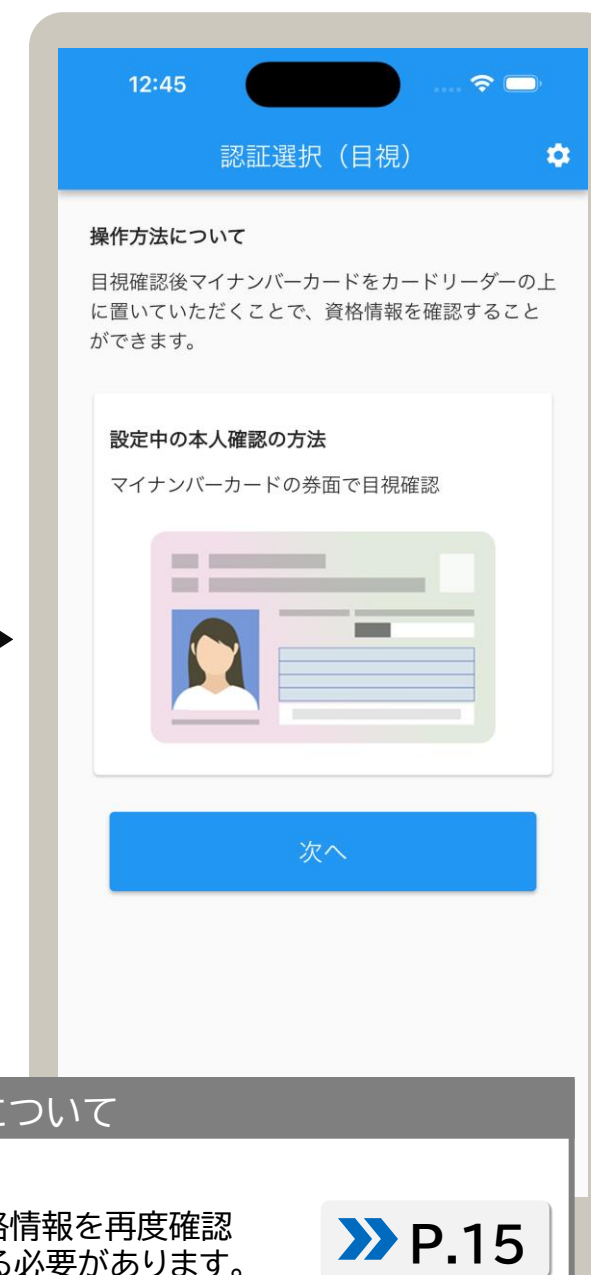 12:45
認証選択（目視）
操作方法について
目視確認後マイナンバーカードをカードリーダーの上
に置いていただくことで、資格情報を確認すること
ができます。
設定中の本人確認の方法
マイナンバーカードの券面で目視確認
次へ
について
格情報を再度確認
る必要があります。
P.15